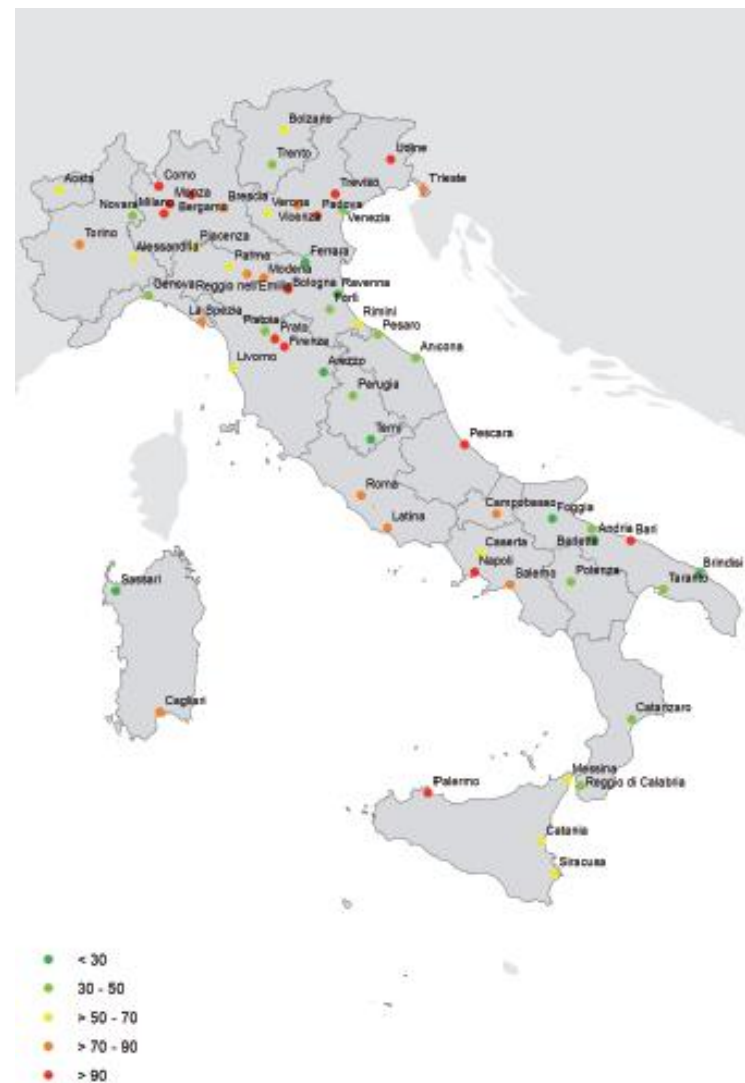 Bolzano
Trento
Udine
Aosta
Como
Monza
Treviso
Trieste
Novara
Milano
Bergamo
Brescia
Verona
Padova
Vicenza
Venezia
Torino
Alessandria
Piacenza
Ferrara
Parma
Modena
Genova
Reggio nell'Emilia
Bologna
Ravenna
Forlì
La Spezia
Pistoia
Prato
Rimini
Firenze
Pesaro
Livorno
Arezzo
Ancona
Perugia
Terni
Pescara
Roma
Latina
Campobasso
Foggia
Andria
Bari
Barletta
Caserta
Napoli
Salerno
Potenza
Brindisi
Taranto
Sassari
Cagliari
Catanzaro
Messina
Reggio di Calabria
Palermo
Catania
Siracusa
< 30
30 - 50
> 50 - 70
> 70 - 90
> 90